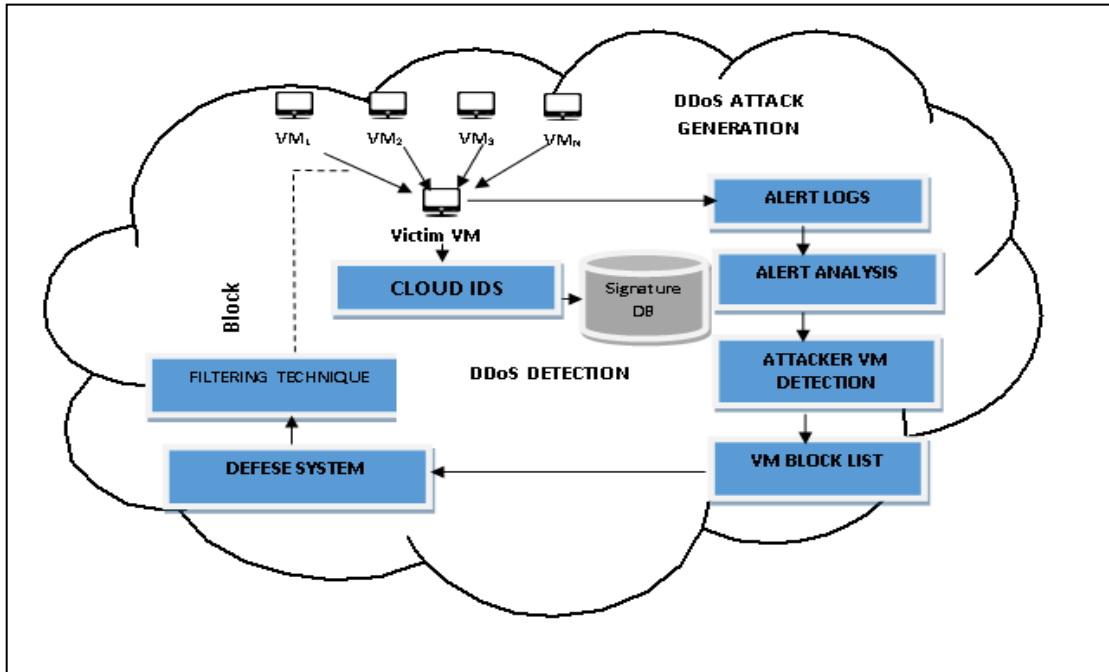 DDoS ATTACK
GENERATION
VM₁ VM₂ VM₃ VMₙ
Victim VM
ALERT LOGS
ALERT ANALYSIS
CLOUD IDS
Signature
DB
Block
ATTACKER VM
DETECTION
DDoS DETECTION
FILTERING TECHNIQUE
VM BLOCK LIST
DEFESE SYSTEM